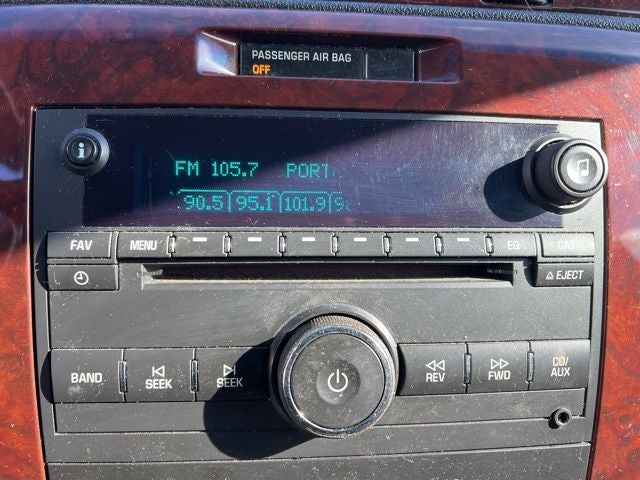 PASSENGER AIR BAG
OFF
FM 105.7 PORT
90.5 95.1 101.9
FAV MENU EQ CAT
EJECT
BAND SEEK SEEK REV FWD CD/AUX